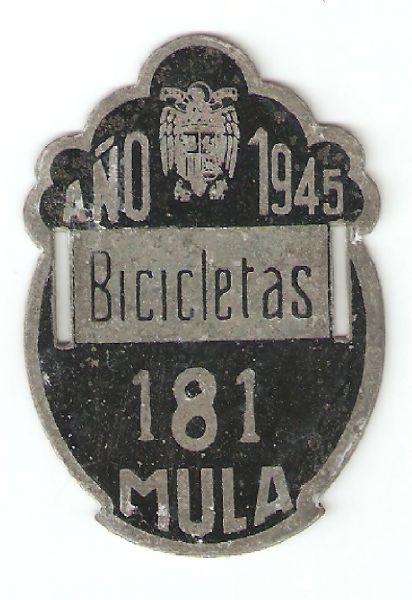 AÑO 1945
Bicicletas
181
MULA